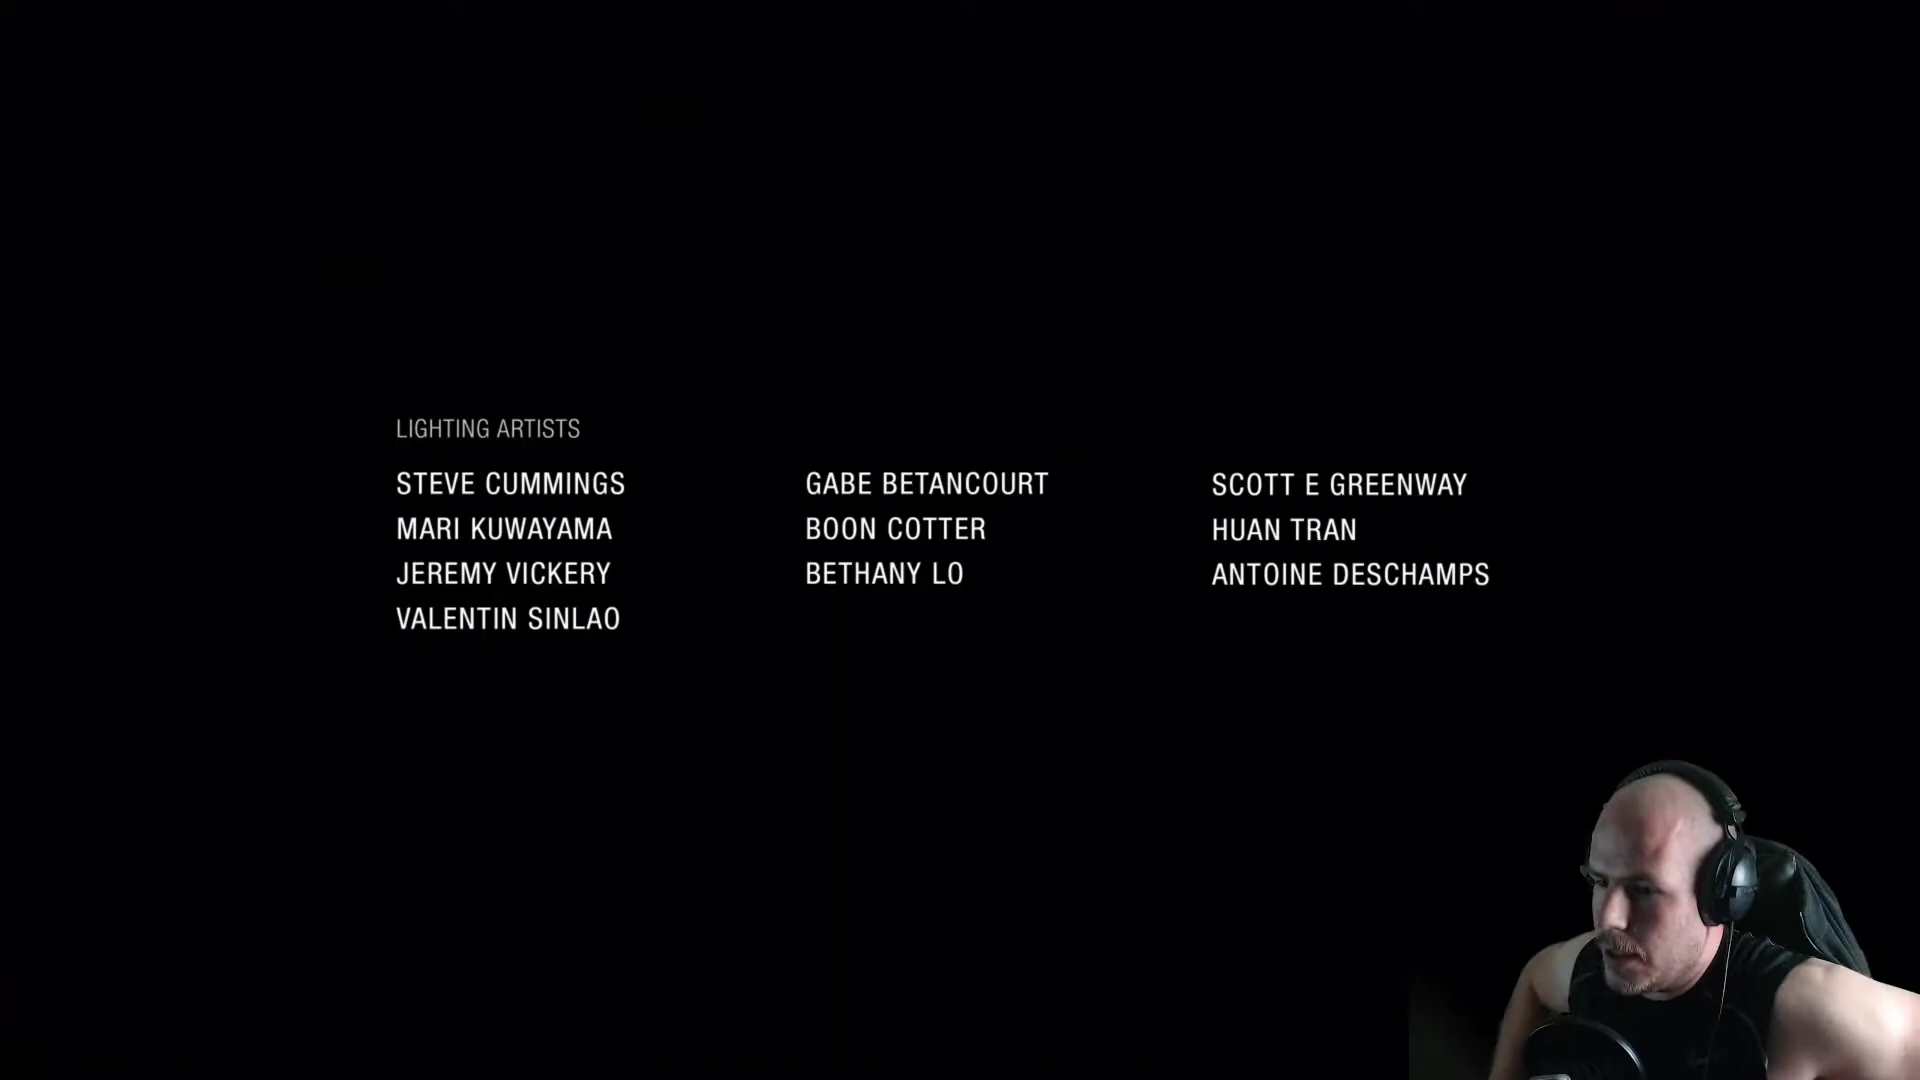 LIGHTING ARTISTS
STEVE CUMMINGS
MARI KUWAYAMA
JEREMY VICKERY
VALENTIN SINLAO
GABE BETANCOURT
BOON COTTER
BETHANY LO
SCOTT E GREENWAY
HUAN TRAN
ANTOINE DESCHAMPS